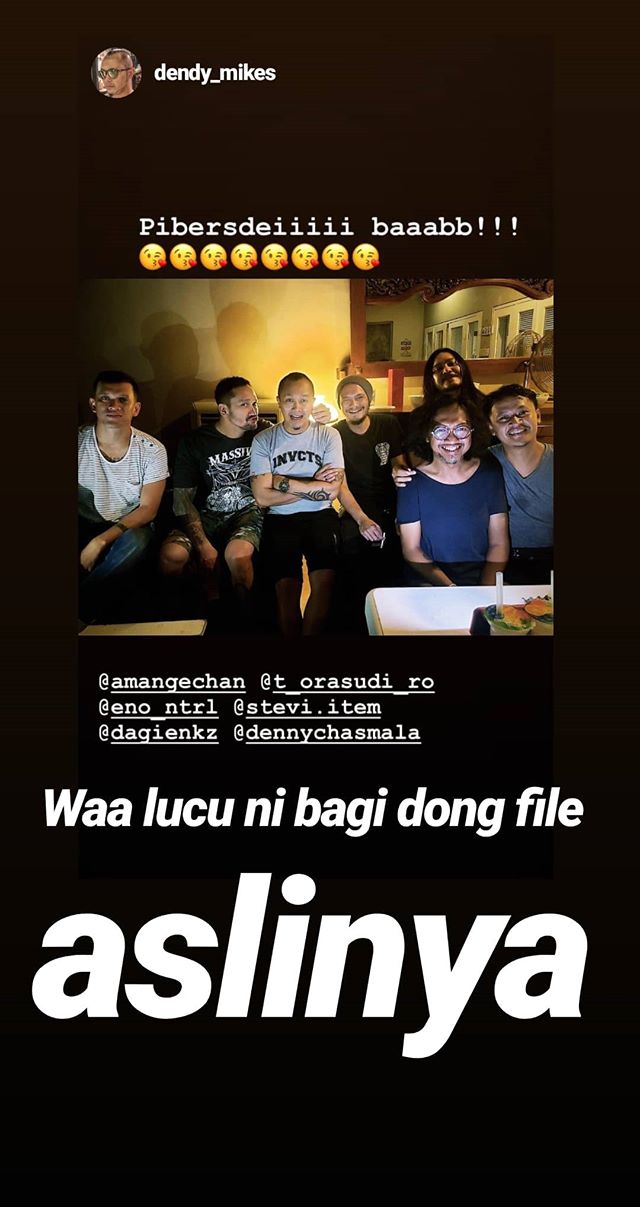 dendy_mikes
Pibersdeiiiii baaabb!!!
😘😘😘😘😘😘😘😘
MASSIV
INVCTS
@amangechan @t_orasudi_ro
@eno_ntrl @stevi.item
@dagienkz @dennychasmala
Waa lucu ni bagi dong file
aslinya